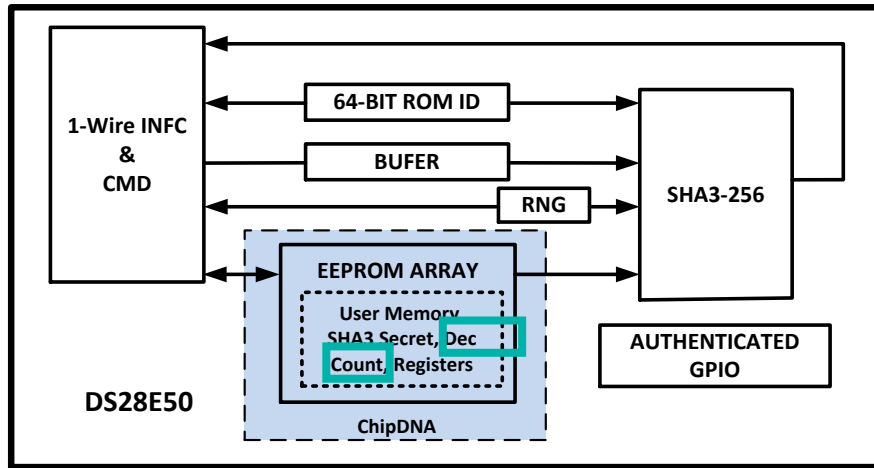 1-Wire INFC
&
CMD
64-BIT ROM ID
BUFER
RNG
SHA3-256
EEPROM ARRAY
User Memory
SHA3 Secret, Dec
Count, Registers
ChipDNA
AUTHENTICATED
GPIO
DS28E50